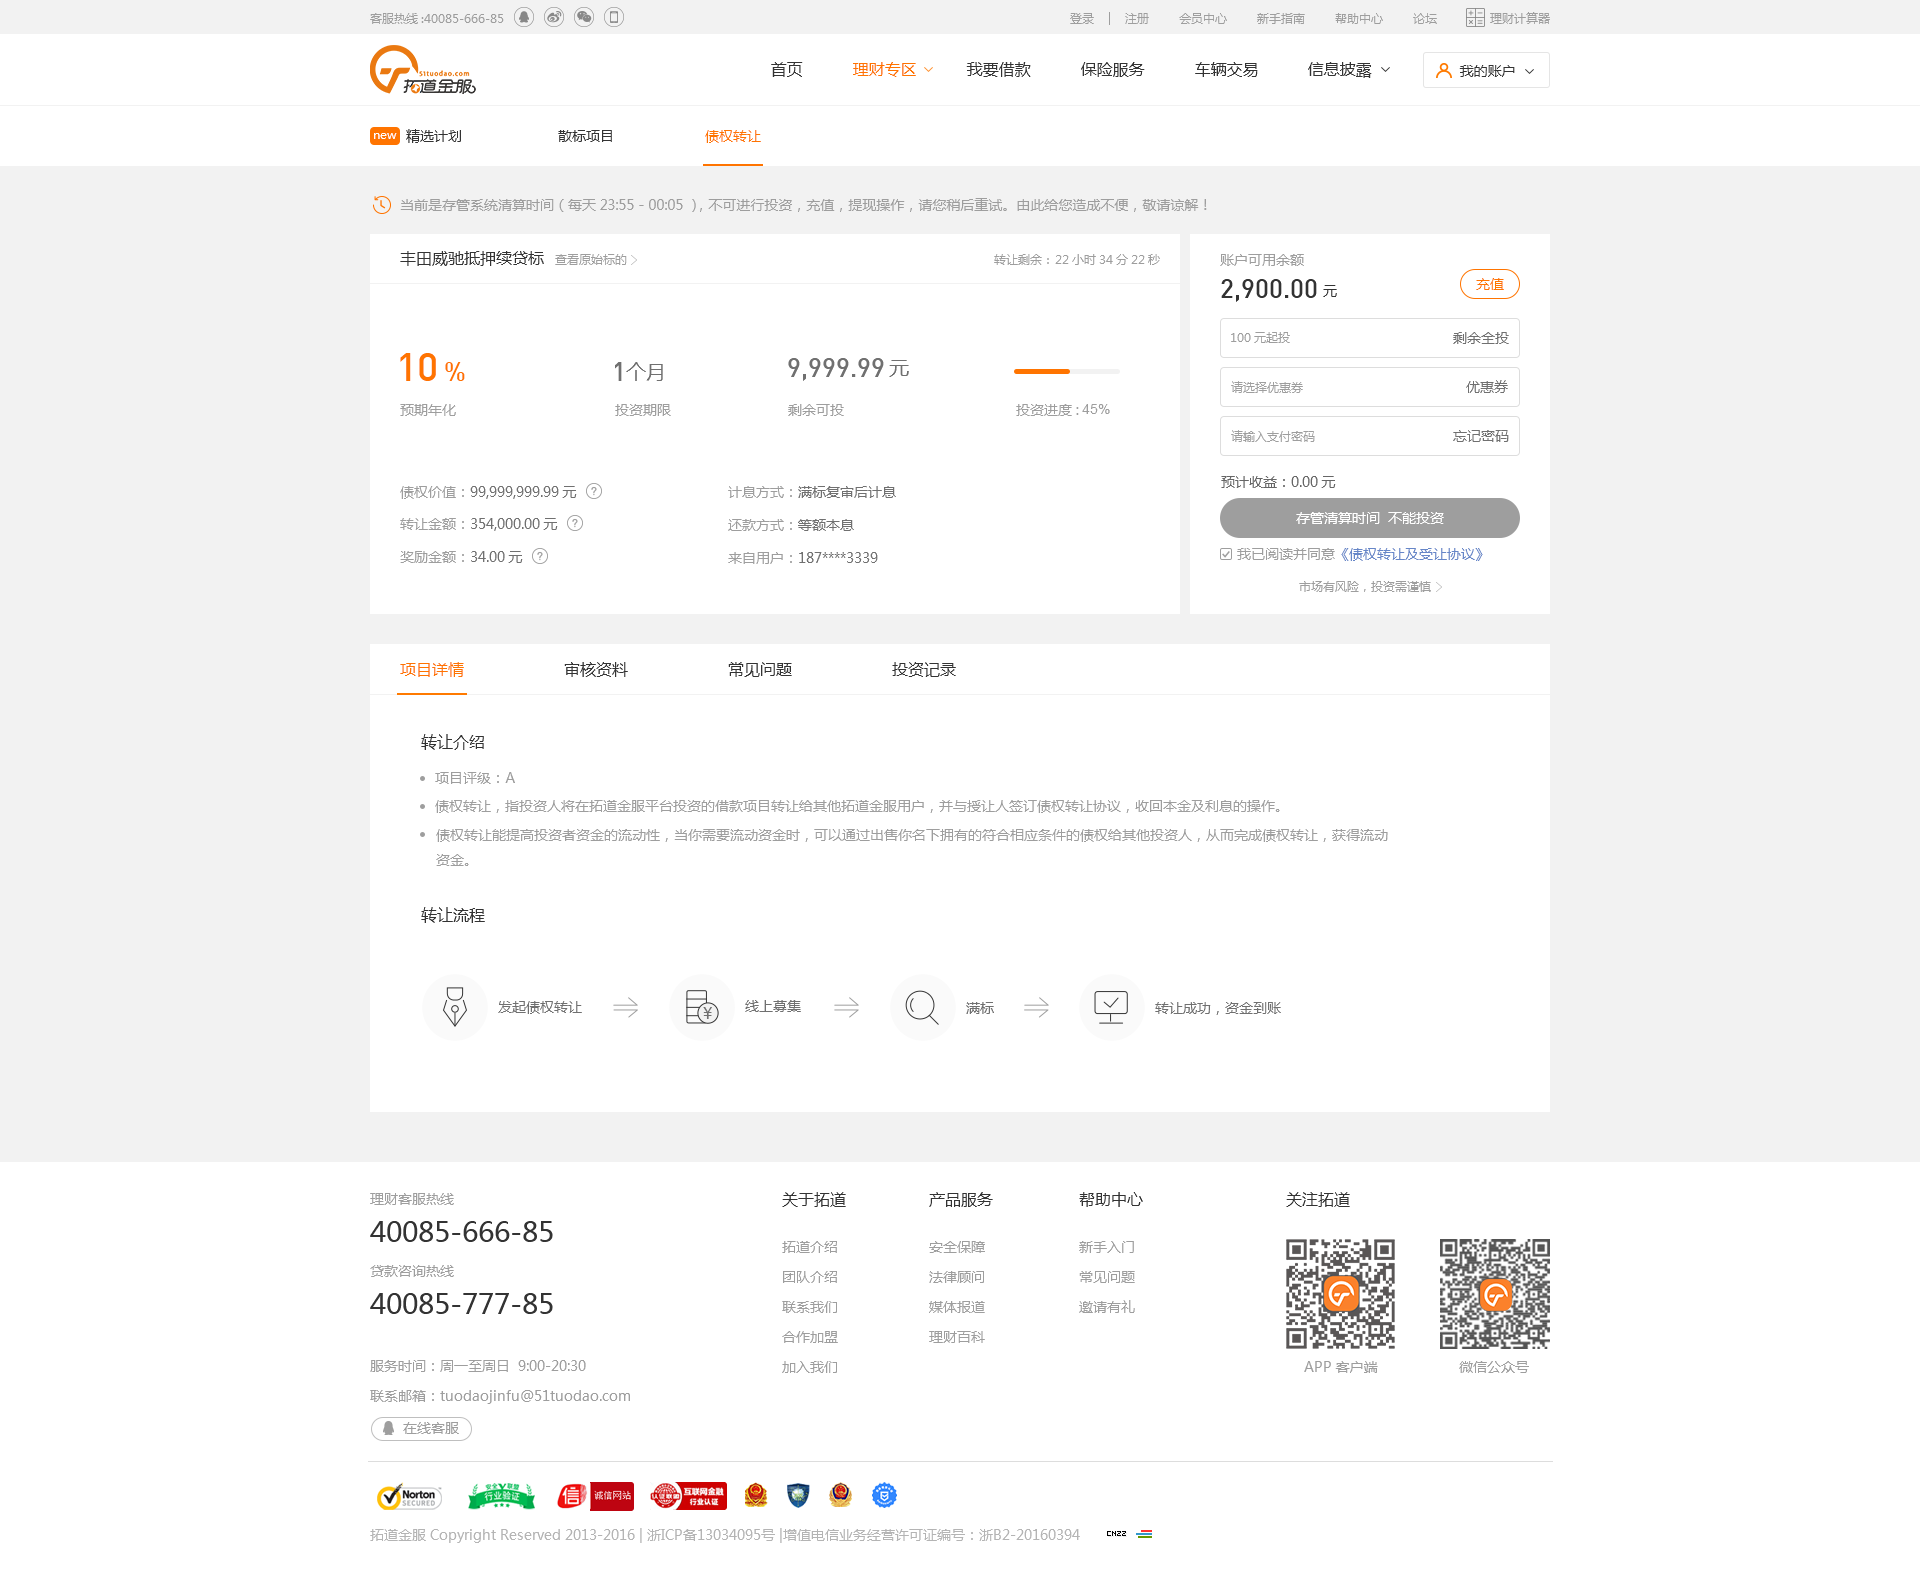 客服热线 :40085-666-85
登录 | 注册 会员中心 新手指南 帮助中心 论坛 理财计算器
51tuodao.com
拓道金服
首页 理财专区 我要借款 保险服务 车辆交易 信息披露 我的账户
new 精选计划 散标项目 债权转让
当前是存管系统清算时间 ( 每天 23:55 - 00:05 ) , 不可进行投资，充值，提现操作，请您稍后重试。由此给您造成不便，敬请谅解！
丰田威驰抵押续贷标 查看原始标的
转让剩余：22 小时 34 分 22 秒
10 %
预期年化
1个月
投资期限
9,999.99 元
剩余可投
投资进度 : 45%
债权价值：99,999,999.99 元 ?
计息方式：满标复审后计息
转让金额：354,000.00 元 ?
还款方式：等额本息
奖励金额：34.00 元 ?
来自用户：187****3339
账户可用余额
2,900.00 元
充值
100 元起投 剩余全投
请选择优惠券 优惠券
请输入支付密码 忘记密码
预计收益：0.00 元
存管清算时间 不能投资
我已阅读并同意《债权转让及受让协议》
市场有风险，投资需谨慎
项目详情 审核资料 常见问题 投资记录
转让介绍
项目评级：A
债权转让，指投资人将在拓道金服平台投资的借款项目转让给其他拓道金服用户，并与授让人签订债权转让协议，收回本金及利息的操作。
债权转让能提高投资者资金的流动性，当你需要流动资金时，可以通过出售你名下拥有的符合相应条件的债权给其他投资人，从而完成债权转让，获得流动
资金。
转让流程
发起债权转让
线上募集
满标
转让成功，资金到账
理财客服热线
40085-666-85
贷款咨询热线
40085-777-85
服务时间：周一至周日 9:00-20:30
联系邮箱：tuodaojinfu@51tuodao.com
在线客服
关于拓道
拓道介绍
团队介绍
联系我们
合作加盟
加入我们
产品服务
安全保障
法律顾问
媒体报道
理财百科
帮助中心
新手入门
常见问题
邀请有礼
关注拓道
APP 客户端
微信公众号
Norton
SECURED
安全联盟
行业验证
信 诚信网站
互联网金融
行业认证
拓道金服 Copyright Reserved 2013-2016 | 浙ICP备13034095号 |增值电信业务经营许可证编号：浙B2-20160394
CNZZ